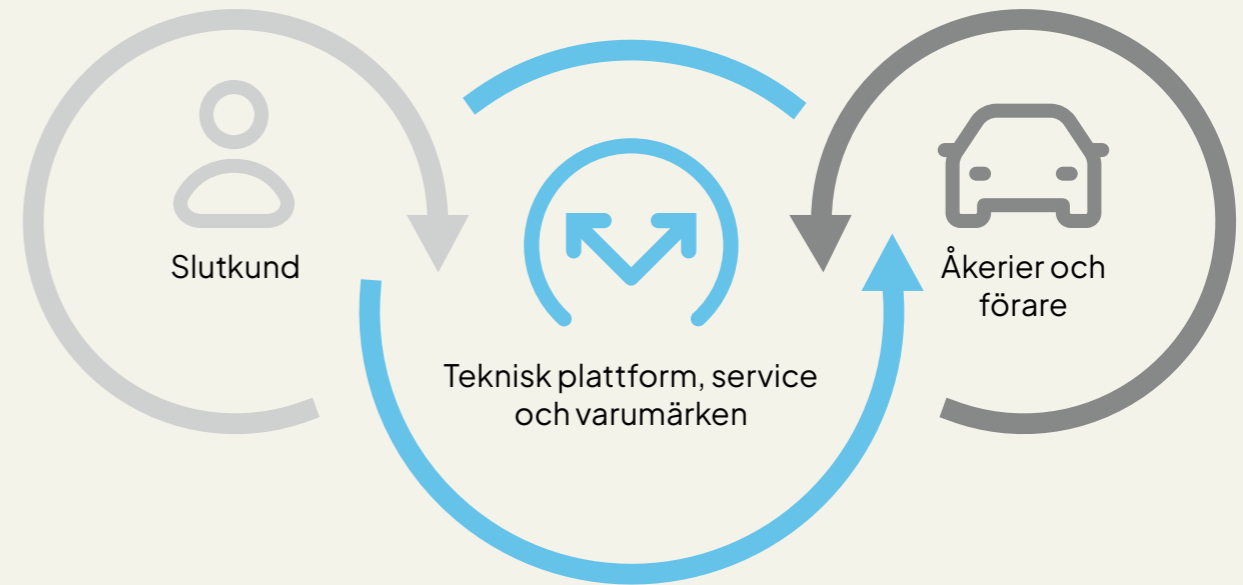 Slutkund
Teknisk plattform, service
och varumärken
Åkerier och
förare